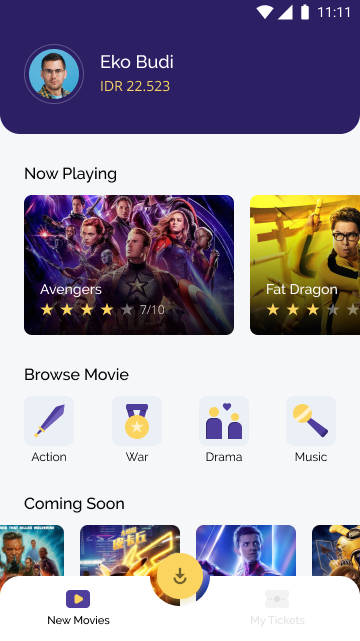 11:11
Eko Budi
IDR 22.523
Now Playing
Avengers
7/10
Fat Dragon
Browse Movie
Action
War
Drama
Music
Coming Soon
New Movies
My Tickets